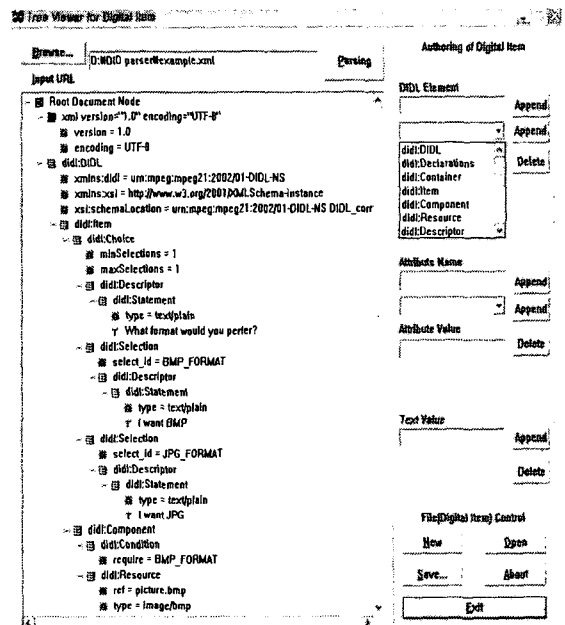 Tree Viewer for Digital Item
Browse...
D:\DIO parser\example.xml
Parsing
Input URL
Root Document Node
xml version="1.0" encoding="UTF-8"
version = 1.0
encoding = UTF-8
didl:DIDL
xmlns:didl = urn:mpeg:mpeg21:2002/01-DIDL-NS
xmlns:xsi = http://www.w3.org/2001/XMLSchema-instance
xsi:schemaLocation = urn:mpeg:mpeg21:2002/01-DIDL-NS DIDL_corr
didl:Item
didl:Choice
minSelections = 1
maxSelections = 1
didl:Descriptor
didl:Statement
type = text/plain
T What format would you perfer?
didl:Selection
select_id = BMP_FORMAT
didl:Descriptor
didl:Statement
type = text/plain
T I want BMP
didl:Selection
select_id = JPG_FORMAT
didl:Descriptor
didl:Statement
type = text/plain
T I want JPG
didl:Component
didl:Condition
require = BMP_FORMAT
didl:Resource
ref = picture.bmp
type = image/bmp
Authoring of Digital Item
DIDL Element
Append
Append
didl:DIDL
didl:Declarations
didl:Container
didl:Item
didl:Component
didl:Resource
didl:Descriptor
Delete
Attribute Name
Append
Append
Attribute Value
Delete
Text Value
Append
Delete
File(Digital Item) Control
New
Open
Save...
About
Exit